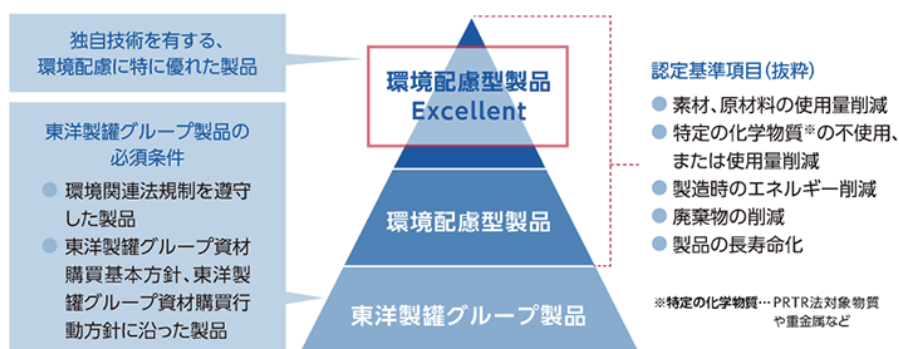 独自技術を有する、
環境配慮に特に優れた製品
東洋製罐グループ製品の
必須条件
● 環境関連法規制を遵守
した製品
● 東洋製罐グループ資材
購買基本方針、東洋製
罐グループ資材購買行
動方針に沿った製品
環境配慮型製品
Excellent
環境配慮型製品
東洋製罐グループ製品
認定基準項目(抜粋)
● 素材、原材料の使用量削減
● 特定の化学物質※の不使用、
または使用量削減
● 製造時のエネルギー削減
● 廃棄物の削減
● 製品の長寿命化
※特定の化学物質…PRTR法対象物質
や重金属など